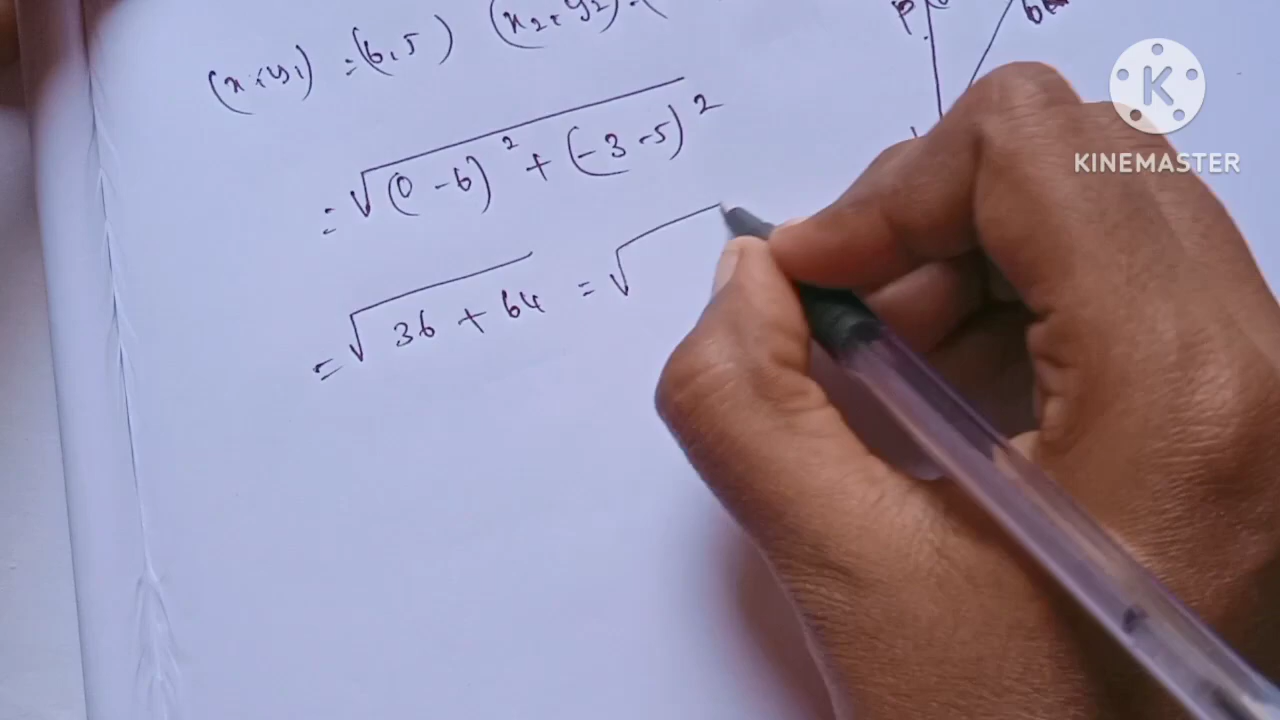 (x1, y1) = (6, 5) (x2, y2) = (
= √(0 - 6)² + (-3 - 5)²
= √36 + 64 = √
P
K
KINEMASTER